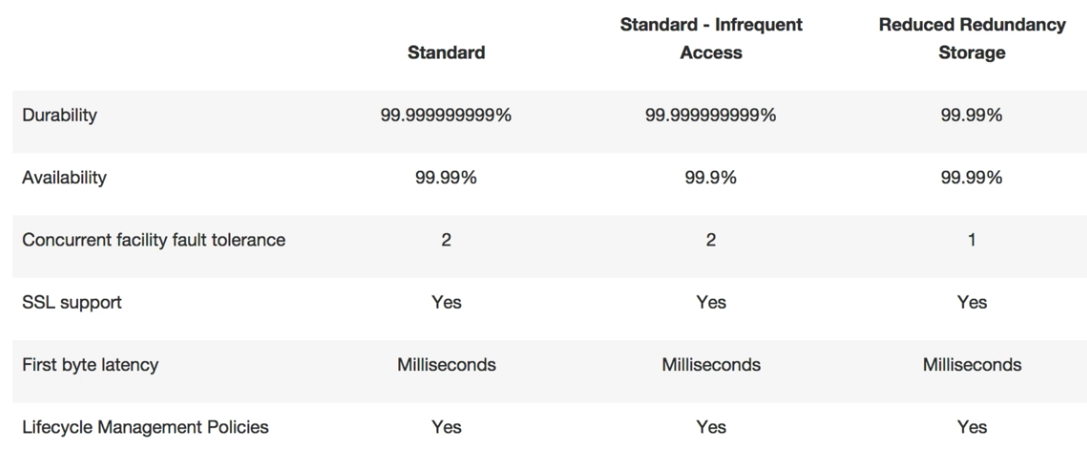 Standard - Infrequent Reduced Redundancy
Standard Access Storage
Durability 99.999999999% 99.999999999% 99.99%
Availability 99.99% 99.9% 99.99%
Concurrent facility fault tolerance 2 2 1
SSL support Yes Yes Yes
First byte latency Milliseconds Milliseconds Milliseconds
Lifecycle Management Policies Yes Yes Yes